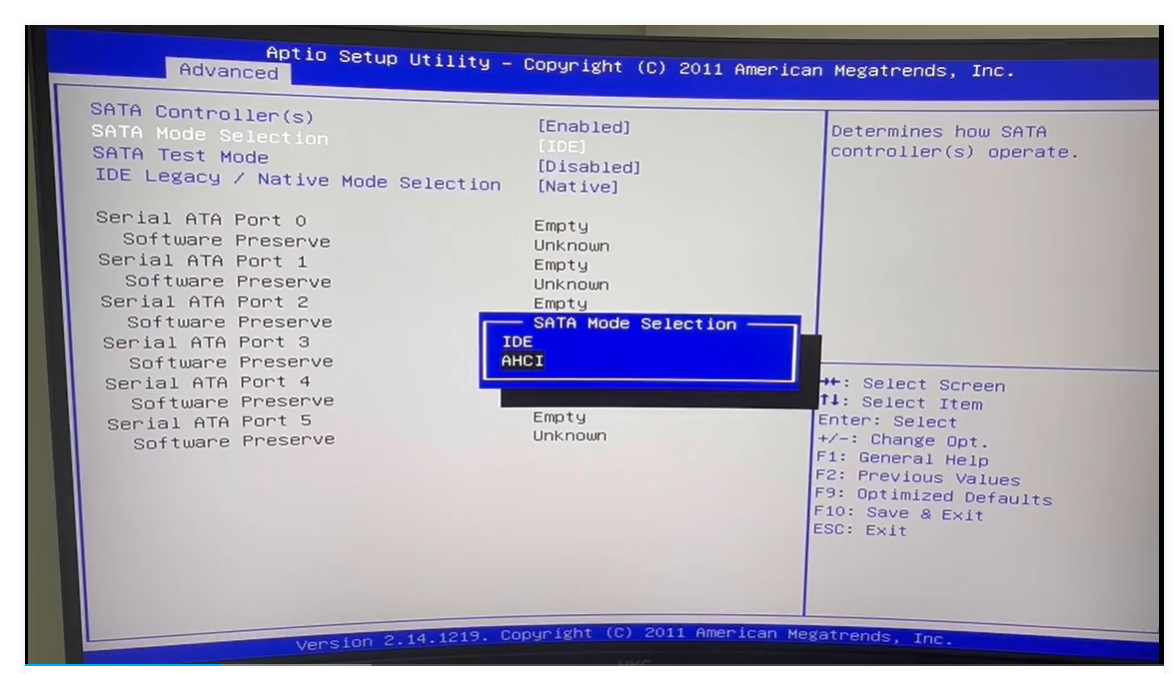 Aptio Setup Utility - Copyright (C) 2011 American Megatrends, Inc.
Advanced
SATA Controller(s) [Enabled]
SATA Mode Selection [IDE]
SATA Test Mode [Disabled]
IDE Legacy / Native Mode Selection [Native]
Serial ATA Port 0 Empty
Software Preserve Unknown
Serial ATA Port 1 Empty
Software Preserve Unknown
Serial ATA Port 2 Empty
Software Preserve
Serial ATA Port 3
Software Preserve
Serial ATA Port 4
Software Preserve
Serial ATA Port 5 Empty
Software Preserve Unknown
SATA Mode Selection
IDE
AHCI
Determines how SATA
controller(s) operate.
→←: Select Screen
↑↓: Select Item
Enter: Select
+/-: Change Opt.
F1: General Help
F2: Previous Values
F9: Optimized Defaults
F10: Save & Exit
ESC: Exit
Version 2.14.1219. Copyright (C) 2011 American Megatrends, Inc.